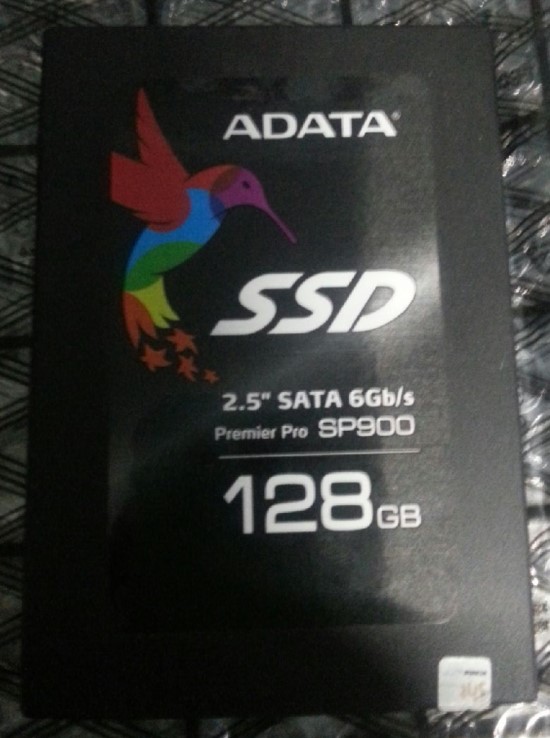 ADATA®
SSD
2.5" SATA 6Gb/s
Premier Pro SP900
128GB